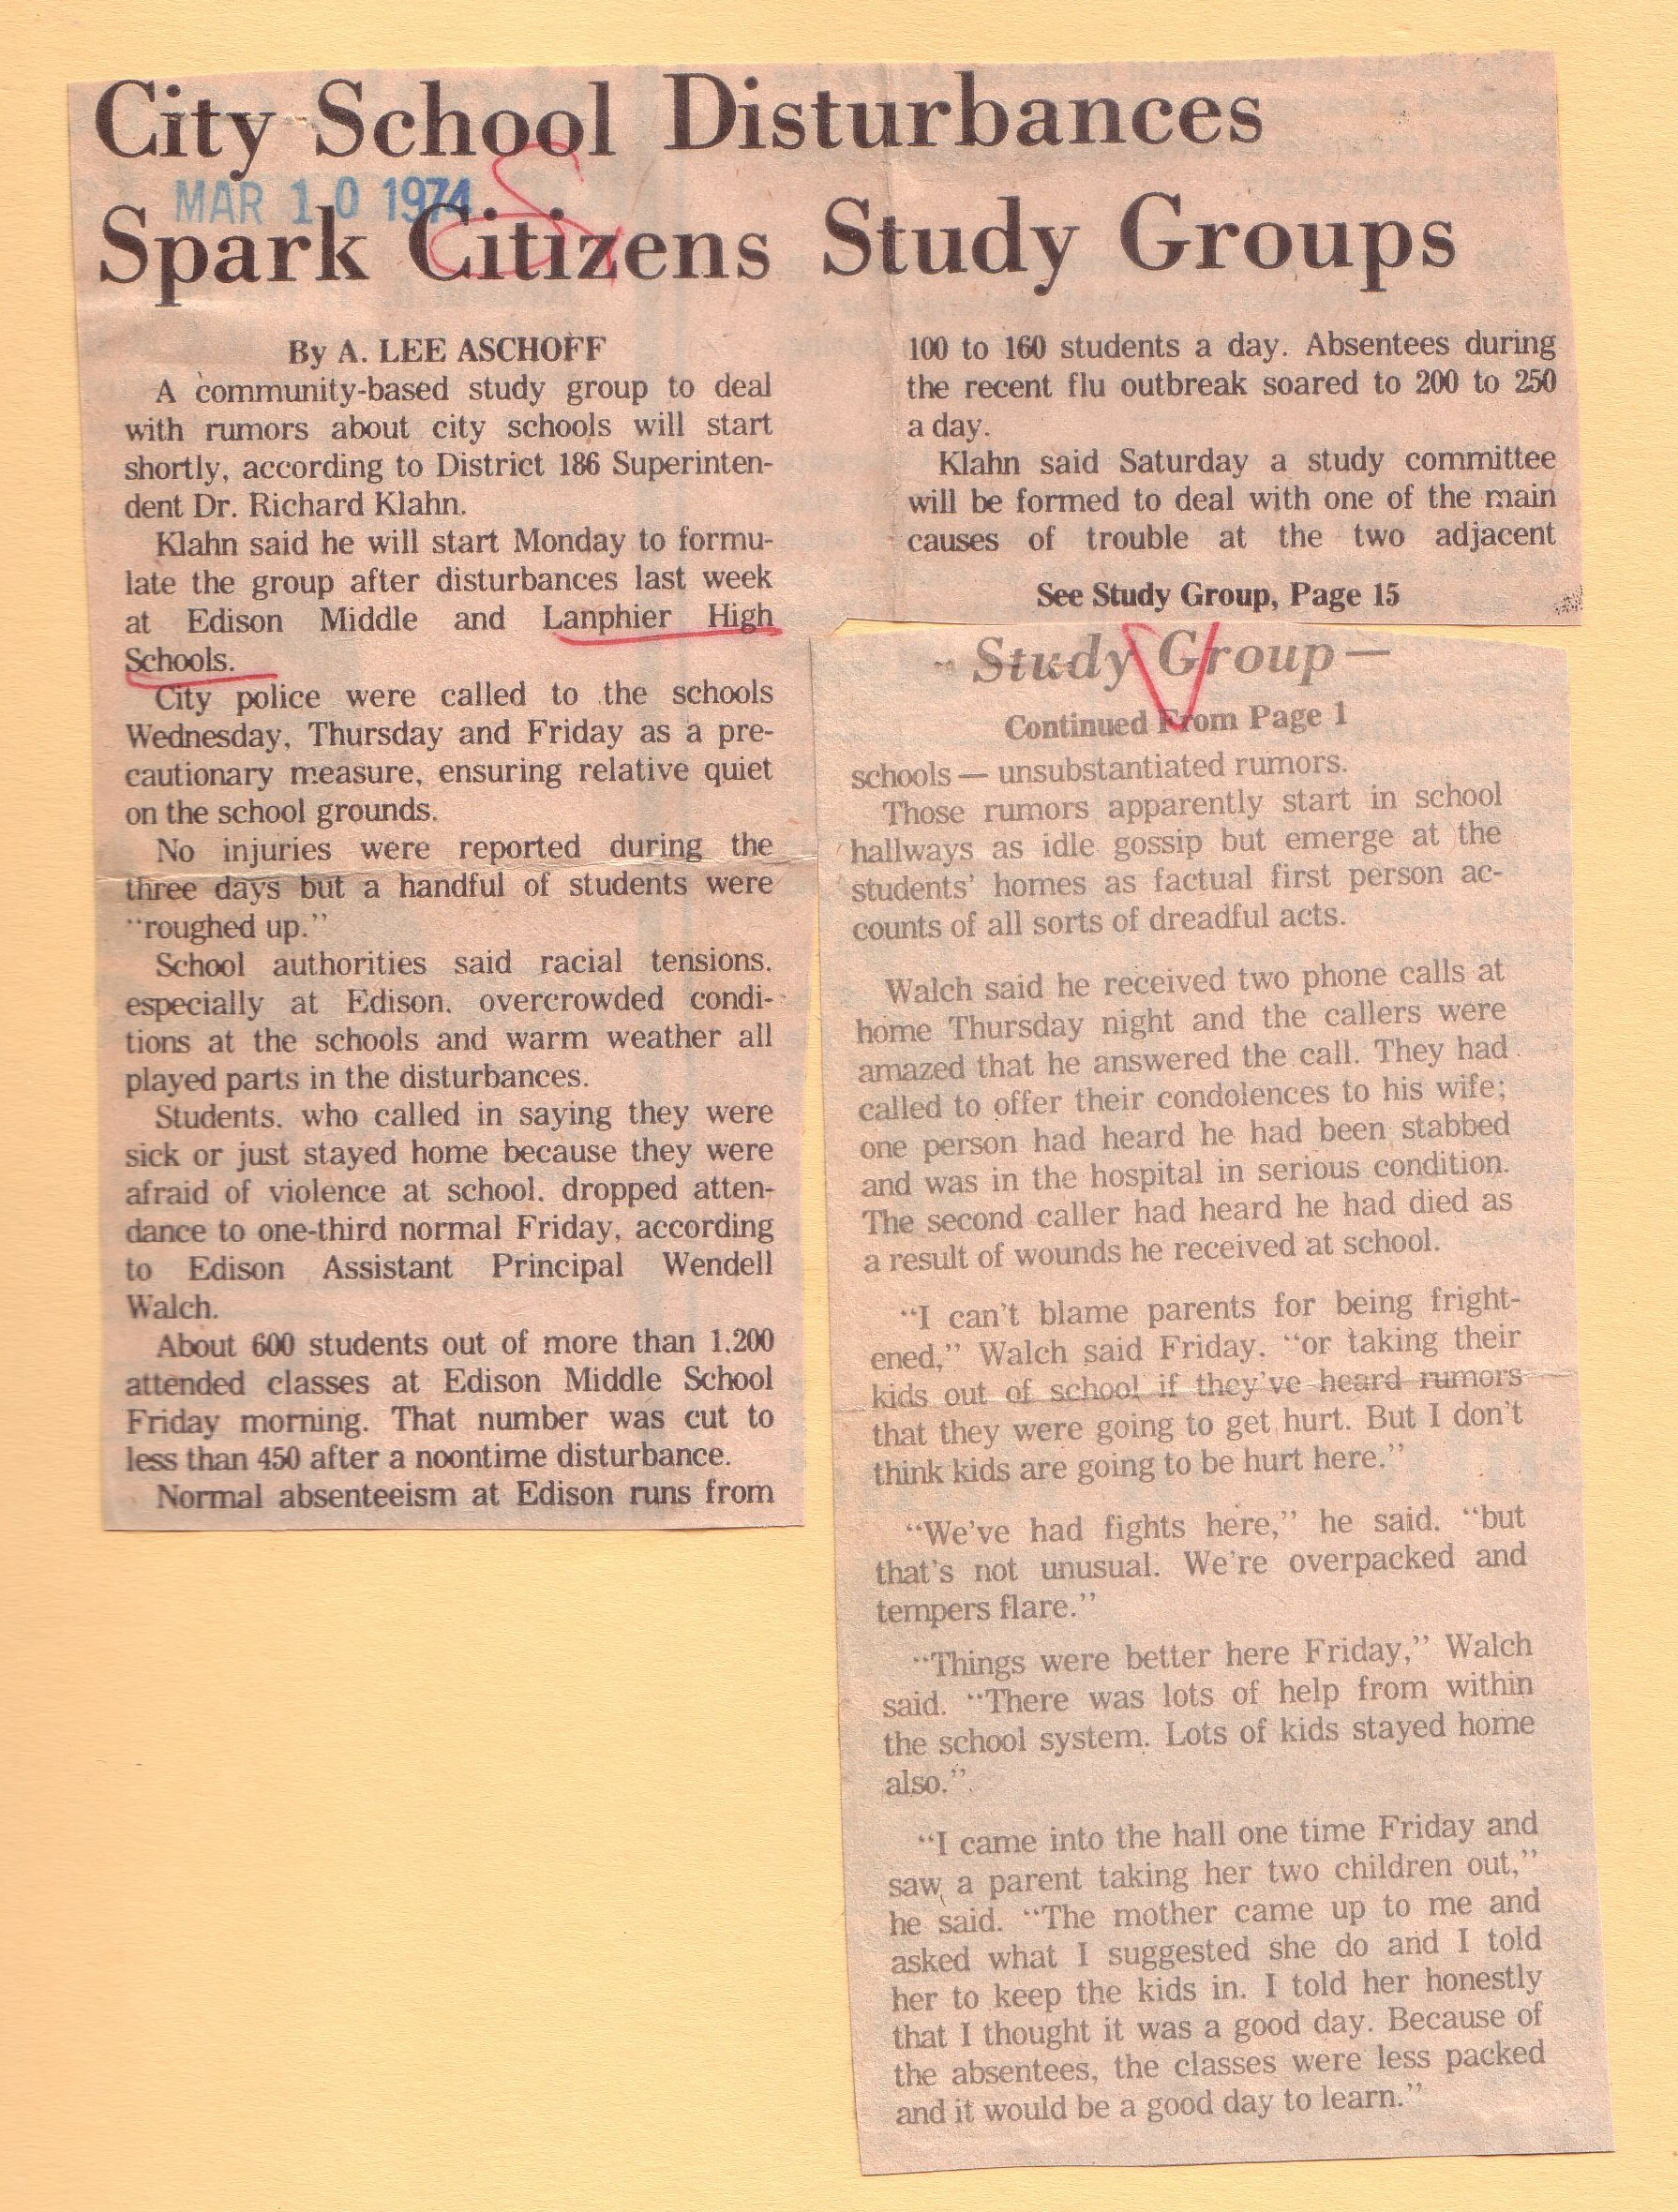 City School Disturbances
MAR 10 1974
Spark Citizens Study Groups
By A. LEE ASCHOFF
A community-based study group to deal
with rumors about city schools will start
shortly, according to District 186 Superinten-
dent Dr. Richard Klahn.
Klahn said he will start Monday to formu-
late the group after disturbances last week
at Edison Middle and Lanphier High
Schools.
City police were called to the schools
Wednesday, Thursday and Friday as a pre-
cautionary measure, ensuring relative quiet
on the school grounds.
No injuries were reported during the
three days but a handful of students were
"roughed up."
School authorities said racial tensions,
especially at Edison, overcrowded condi-
tions at the schools and warm weather all
played parts in the disturbances.
Students, who called in saying they were
sick or just stayed home because they were
afraid of violence at school, dropped atten-
dance to one-third normal Friday, according
to Edison Assistant Principal Wendell
Walch.
About 600 students out of more than 1,200
attended classes at Edison Middle School
Friday morning. That number was cut to
less than 450 after a noontime disturbance.
Normal absenteeism at Edison runs from
100 to 160 students a day. Absentees during
the recent flu outbreak soared to 200 to 250
a day.
Klahn said Saturday a study committee
will be formed to deal with one of the main
causes of trouble at the two adjacent
See Study Group, Page 15
Study Group—
Continued From Page 1
schools — unsubstantiated rumors.
Those rumors apparently start in school
hallways as idle gossip but emerge at the
students' homes as factual first person ac-
counts of all sorts of dreadful acts.
Walch said he received two phone calls at
home Thursday night and the callers were
amazed that he answered the call. They had
called to offer their condolences to his wife;
one person had heard he had been stabbed
and was in the hospital in serious condition.
The second caller had heard he had died as
a result of wounds he received at school.
"I can't blame parents for being fright-
ened," Walch said Friday, "or taking their
kids out of school if they've heard rumors
that they were going to get hurt. But I don't
think kids are going to be hurt here."
"We've had fights here," he said, "but
that's not unusual. We're overpacked and
tempers flare."
"Things were better here Friday," Walch
said. "There was lots of help from within
the school system. Lots of kids stayed home
also."
"I came into the hall one time Friday and
saw a parent taking her two children out,"
he said. "The mother came up to me and
asked what I suggested she do and I told
her to keep the kids in. I told her honestly
that I thought it was a good day. Because of
the absentees, the classes were less packed
and it would be a good day to learn."